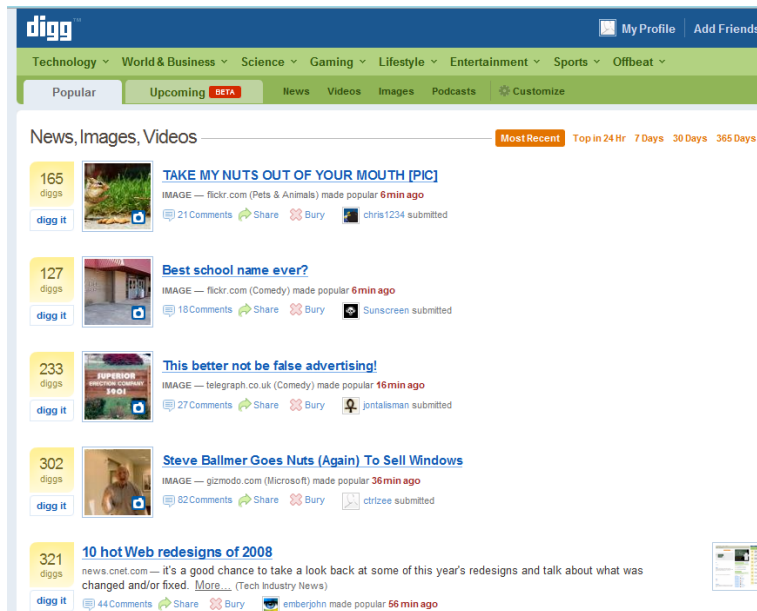 digg™
My Profile Add Friends
Technology World & Business Science Gaming Lifestyle Entertainment Sports Offbeat
Popular Upcoming BETA News Videos Images Podcasts Customize
News, Images, Videos Most Recent Top in 24 Hr 7 Days 30 Days 365 Days
165
diggs
digg it
TAKE MY NUTS OUT OF YOUR MOUTH [PIC]
IMAGE — flickr.com (Pets & Animals) made popular 6 min ago
21 Comments Share Bury chris1234 submitted
127
diggs
digg it
Best school name ever?
IMAGE — flickr.com (Comedy) made popular 6 min ago
18 Comments Share Bury Sunscreen submitted
233
diggs
digg it
SUPERIOR
ERECTION COMPANY
3901
This better not be false advertising!
IMAGE — telegraph.co.uk (Comedy) made popular 16 min ago
27 Comments Share Bury jontalisman submitted
302
diggs
digg it
Steve Ballmer Goes Nuts (Again) To Sell Windows
IMAGE — gizmodo.com (Microsoft) made popular 36 min ago
82 Comments Share Bury ctrlzee submitted
321
diggs
digg it
10 hot Web redesigns of 2008
news.cnet.com — it's a good chance to take a look back at some of this year's redesigns and talk about what was
changed and/or fixed. More... (Tech Industry News)
44 Comments Share Bury emberjohn made popular 56 min ago